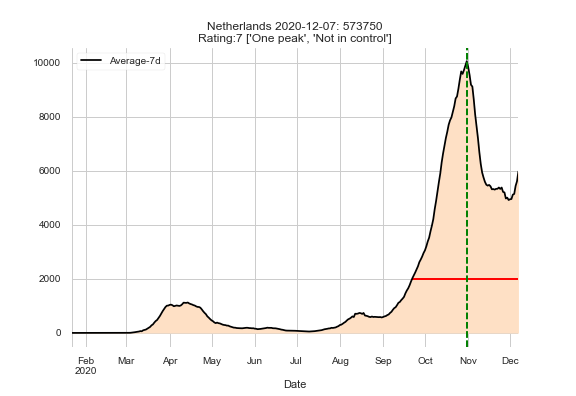 Netherlands 2020-12-07: 573750
Rating:7 ['One peak', 'Not in control']
Average-7d
10000
8000
6000
4000
2000
0
Feb Mar Apr May Jun Jul Aug Sep Oct Nov Dec
2020
Date